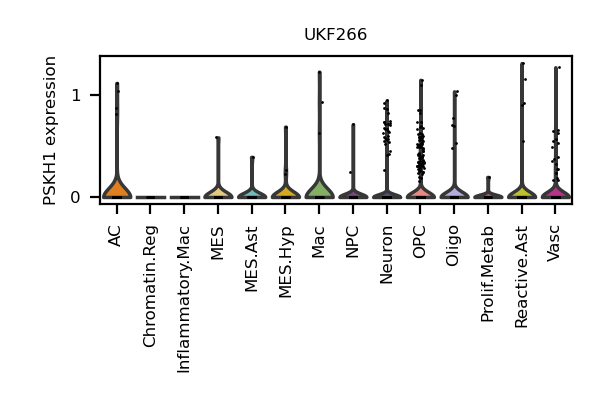 UKF266
PSKH1 expression
1
0
AC
Chromatin.Reg
Inflammatory.Mac
MES
MES.Ast
MES.Hyp
Mac
NPC
Neuron
OPC
Oligo
Prolif.Metab
Reactive.Ast
Vasc